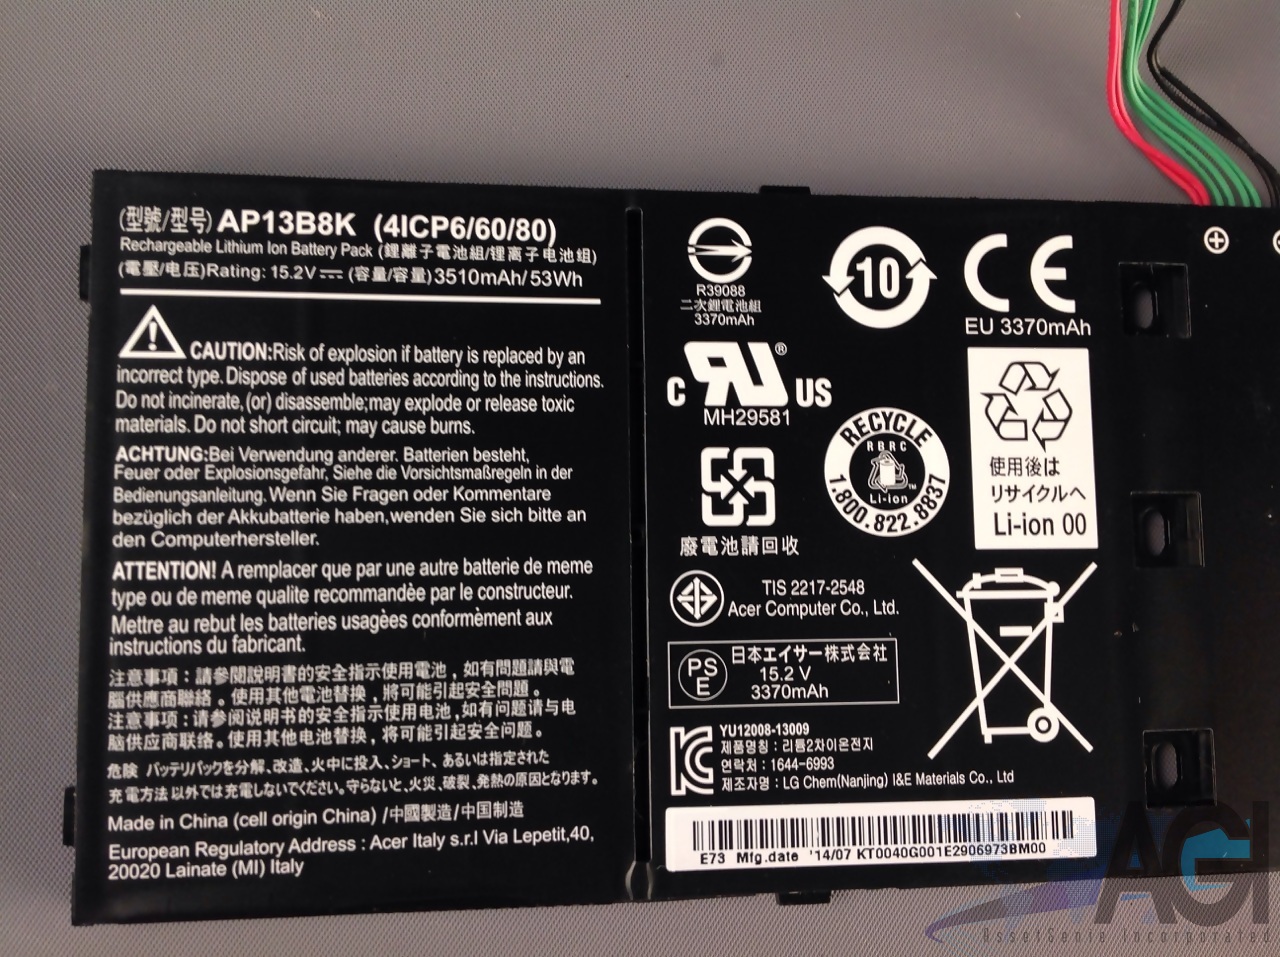 (型號/型号) AP13B8K (4ICP6/60/80)
Rechargeable Lithium Ion Battery Pack (鋰離子電池組/锂离子电池组)
(電壓/电压)Rating: 15.2V⎓ (容量/容量)3510mAh/ 53Wh
CAUTION:Risk of explosion if battery is replaced by an
incorrect type. Dispose of used batteries according to the instructions.
Do not incinerate, (or) disassemble;may explode or release toxic
materials. Do not short circuit; may cause burns.
ACHTUNG:Bei Verwendung anderer. Batterien besteht,
Feuer oder Explosionsgefahr, Siehe die Vorsichtsmaßregeln in der
Bedienungsanleitung. Wenn Sie Fragen oder Kommentare
bezüglich der Akkubatterie haben,wenden Sie sich bitte an
den Computerhersteller.
ATTENTION! A remplacer que par une autre batterie de meme
type ou de meme qualite recommandée par le constructeur.
Mettre au rebut les batteries usagées conformèment aux
instructions du fabricant.
注意事項：請參閱說明書的安全指示使用電池，如有問題請與電
腦供應商聯絡。使用其他電池替換，將可能引起安全問題。
注意事项：请参阅说明书的安全指示使用电池,如有问题请与电
脑供应商联络。使用其他电池替换，将可能引起安全问题。
危険 バッテリパックを分解、改造、火中に投入、ショート、あるいは指定された
充電方法以外では充電しないでください。守らないと、火災、破裂、発熱の原因となります。
Made in China (cell origin China) /中國製造/中国制造
European Regulatory Address : Acer Italy s.r.l Via Lepetit,40,
20020 Lainate (MI) Italy
R39088
二次鋰電池組
3370mAh
10
CE
EU 3370mAh
C RU ® US
MH29581
廢電池請回收
RECYCLE
RBRC
Li-ion
™
1.800.822.8837
使用後は
リサイクルへ
Li-ion 00
TIS 2217-2548
Acer Computer Co., Ltd.
PS
E
日本エイサー株式会社
15.2 V
3370mAh
KC
YU12008-13009
제품명칭 : 리튬2차이온전지
연락처 : 1644-6993
제조자명 : LG Chem(Nanjing) I&E Materials Co., Ltd
E73 Mfg.date '14/07 KT0040G001E2906973BM00
AGI
AssetGenie Incorporated